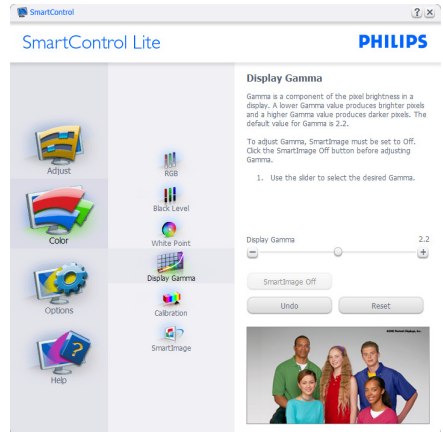 SmartControl
SmartControl Lite
PHILIPS
Adjust
Color
Options
Help
RGB
Black Level
White Point
Display Gamma
Calibration
SmartImage
Display Gamma
Gamma is a component of the pixel brightness in a
display. A lower Gamma value produces brighter pixels
and a higher Gamma value produces darker pixels. The
default value for Gamma is 2.2.
To adjust Gamma, SmartImage must be set to Off.
Click the SmartImage Off button before adjusting
Gamma.
1. Use the slider to select the desired Gamma.
Display Gamma 2.2
SmartImage Off
Undo Reset